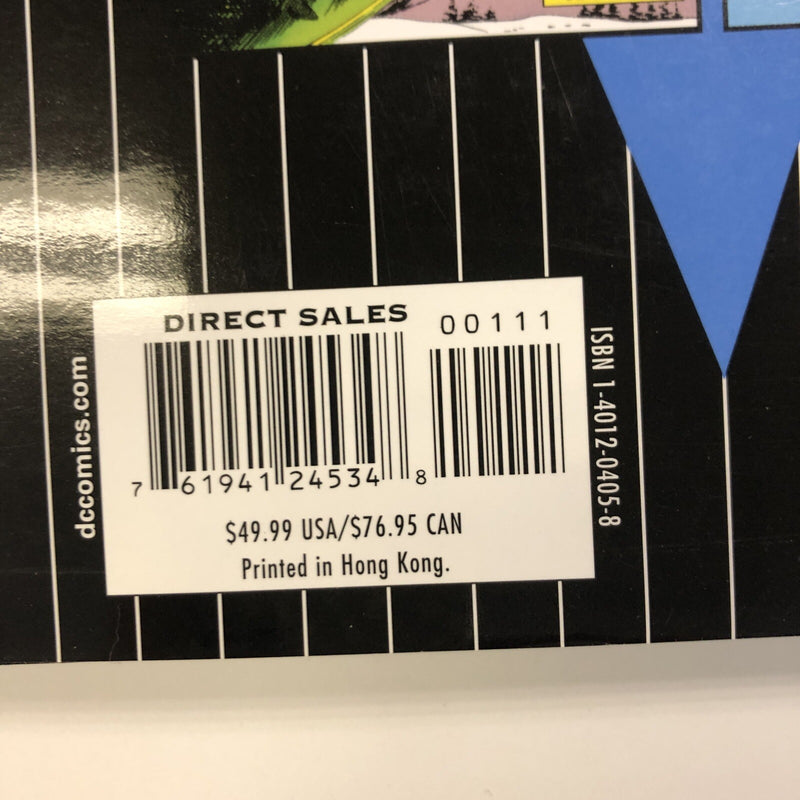 DIRECT SALES
00111
7 61941 24534 8
$49.99 USA/$76.95 CAN
Printed in Hong Kong.
dccomics.com
ISBN 1-4012-0405-8